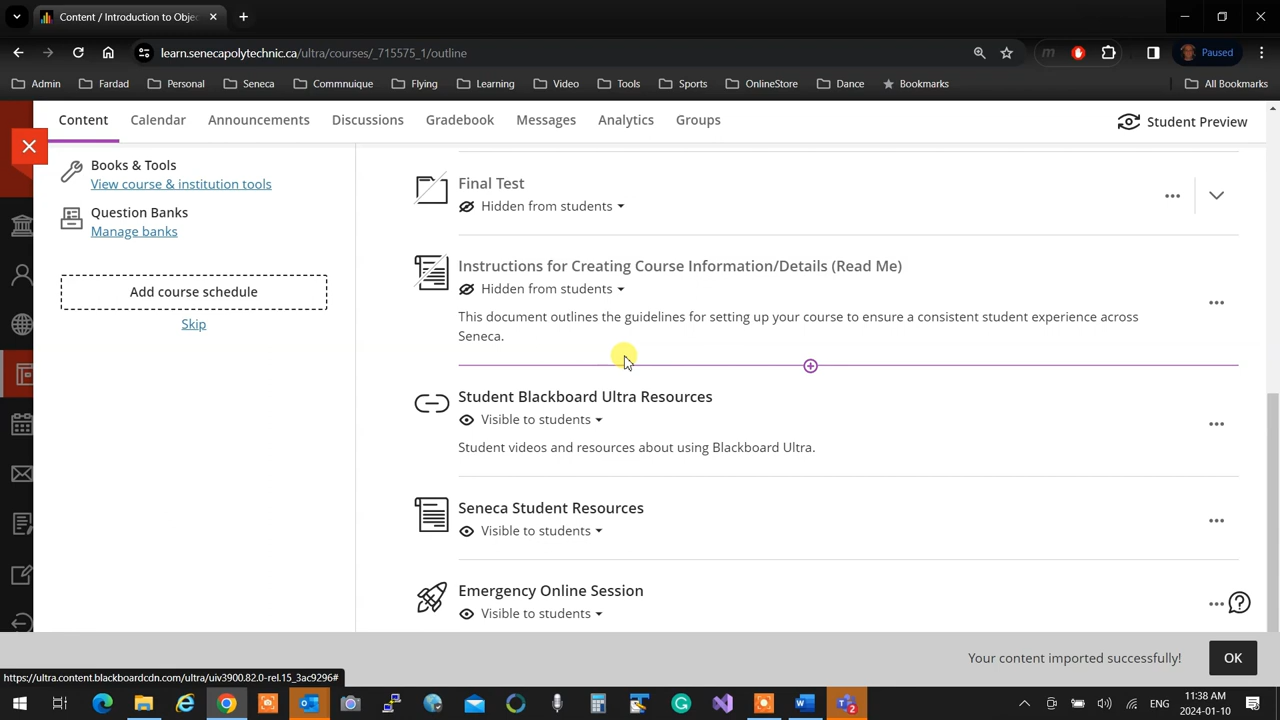 Content / Introduction to Obje
learn.senecapolytechnic.ca/ultra/courses/_715575_1/outline
Paused
Admin Fardad Personal Seneca Commnuique Flying Learning Video Tools Sports OnlineStore Dance Bookmarks All Bookmarks
Content Calendar Announcements Discussions Gradebook Messages Analytics Groups Student Preview
Books & Tools
View course & institution tools
Question Banks
Manage banks
Add course schedule
Skip
Final Test
Hidden from students
Instructions for Creating Course Information/Details (Read Me)
Hidden from students
This document outlines the guidelines for setting up your course to ensure a consistent student experience across
Seneca.
Student Blackboard Ultra Resources
Visible to students
Student videos and resources about using Blackboard Ultra.
Seneca Student Resources
Visible to students
Emergency Online Session
Visible to students
Your content imported successfully! OK
https://ultra.content.blackboardcdn.com/ultra/uiv3900.82.0-rel.15_3ac9296#
ENG
11:38 AM
2024-01-10